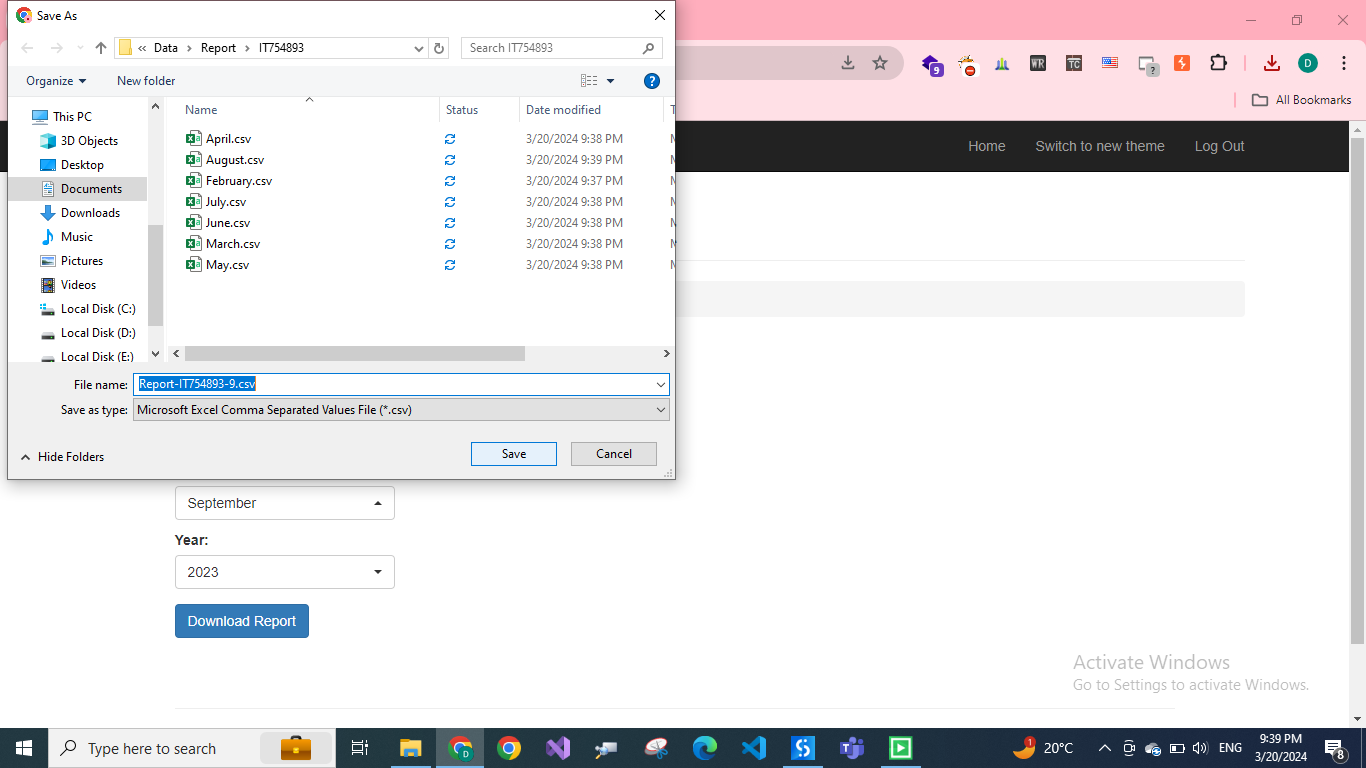 Save As
« Data › Report › IT754893
Search IT754893
Organize
New folder
?
Name
Status
Date modified
This PC
3D Objects
Desktop
Documents
Downloads
Music
Pictures
Videos
Local Disk (C:)
Local Disk (D:)
Local Disk (E:)
April.csv 3/20/2024 9:38 PM
August.csv 3/20/2024 9:39 PM
February.csv 3/20/2024 9:37 PM
July.csv 3/20/2024 9:38 PM
June.csv 3/20/2024 9:38 PM
March.csv 3/20/2024 9:38 PM
May.csv 3/20/2024 9:38 PM
File name: Report-IT754893-9.csv
Save as type: Microsoft Excel Comma Separated Values File (*.csv)
Hide Folders
Save
Cancel
9
WR
TC
?
D
All Bookmarks
Home
Switch to new theme
Log Out
September
Year:
2023
Download Report
Activate Windows
Go to Settings to activate Windows.
Type here to search
D
1
20°C
ENG
9:39 PM
3/20/2024
8